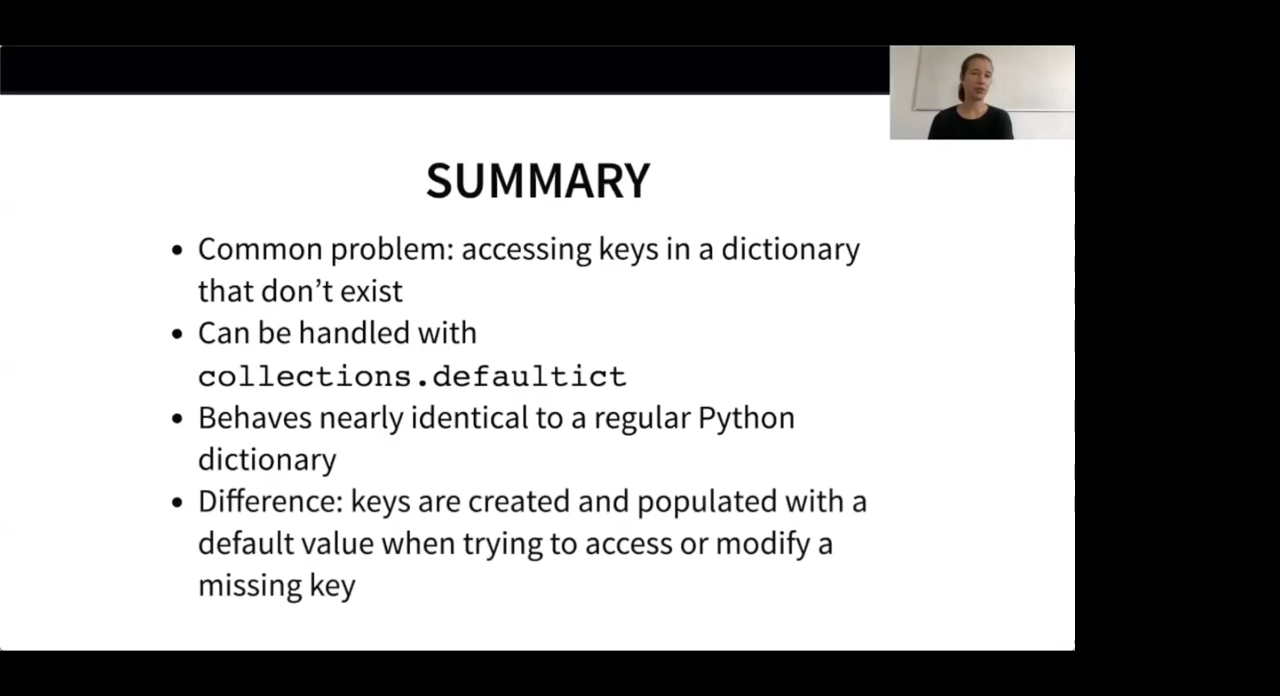 SUMMARY
• Common problem: accessing keys in a dictionary
that don’t exist
• Can be handled with
collections.defaultict
• Behaves nearly identical to a regular Python
dictionary
• Difference: keys are created and populated with a
default value when trying to access or modify a
missing key